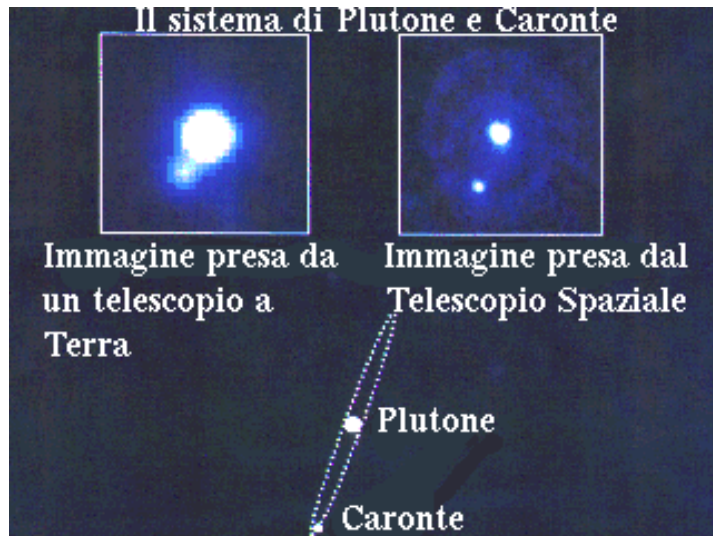 Il sistema di Plutone e Caronte
Immagine presa da
un telescopio a
Terra
Immagine presa dal
Telescopio Spaziale
Plutone
Caronte